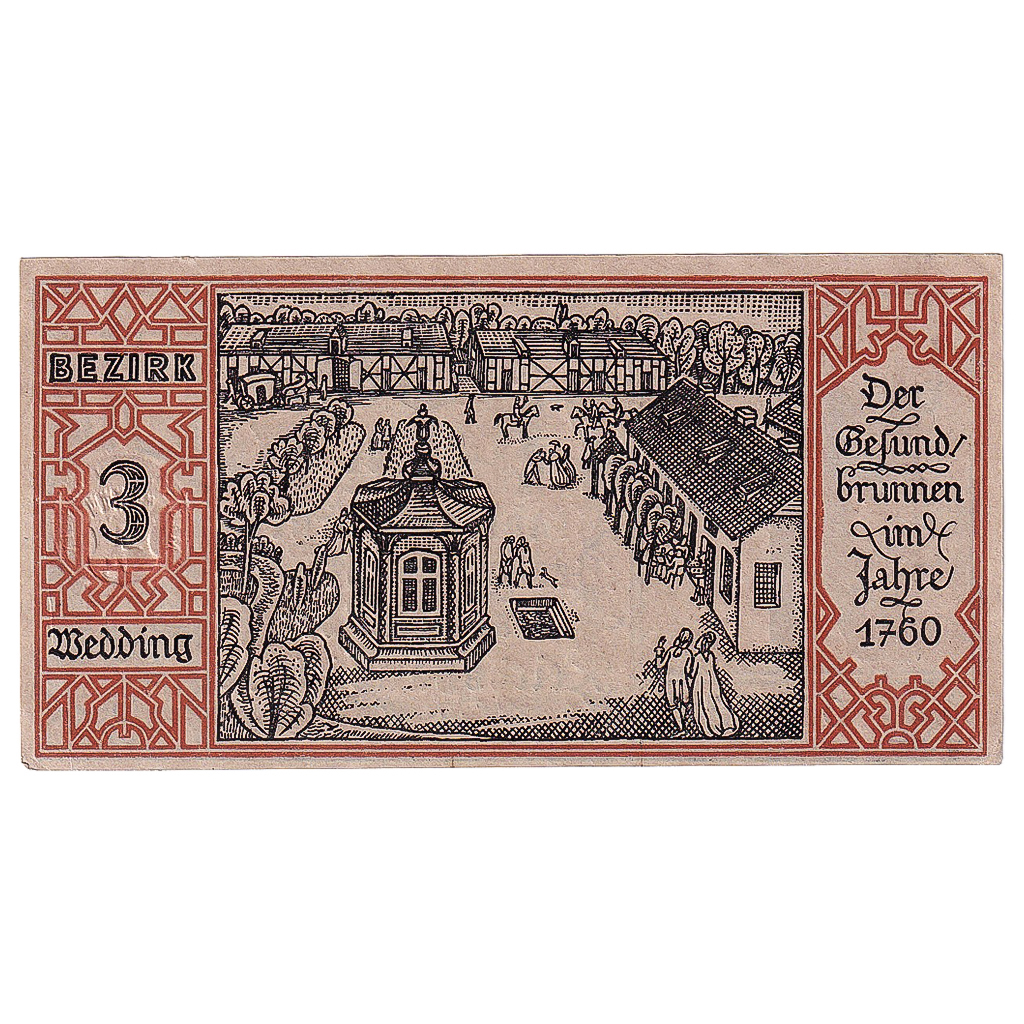 BEZIRK
3
Wedding
Der
Gesund/
brunnen
im
Jahre
1760